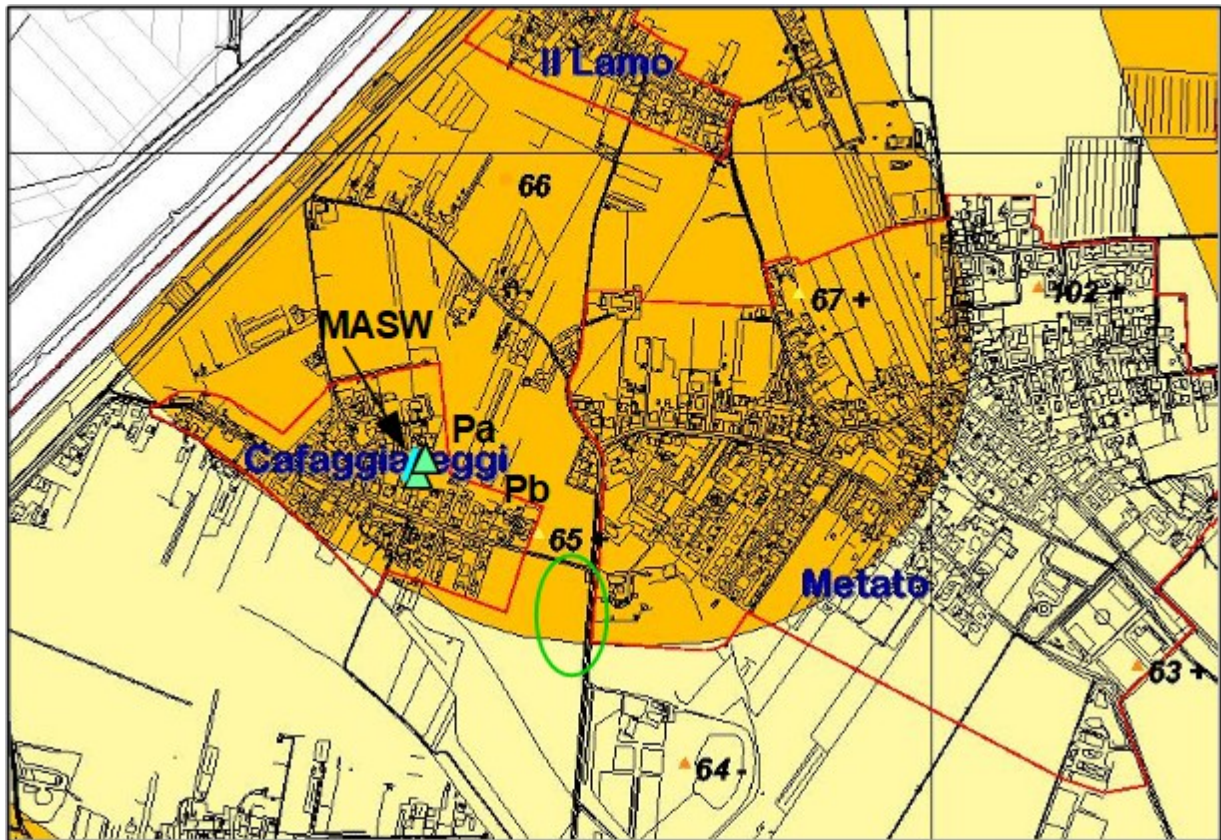 Il Lamo
66
67 +
102 +
MASW
Pa
Cafaggiareggi
Pb
65
Metato
63 +
64 -